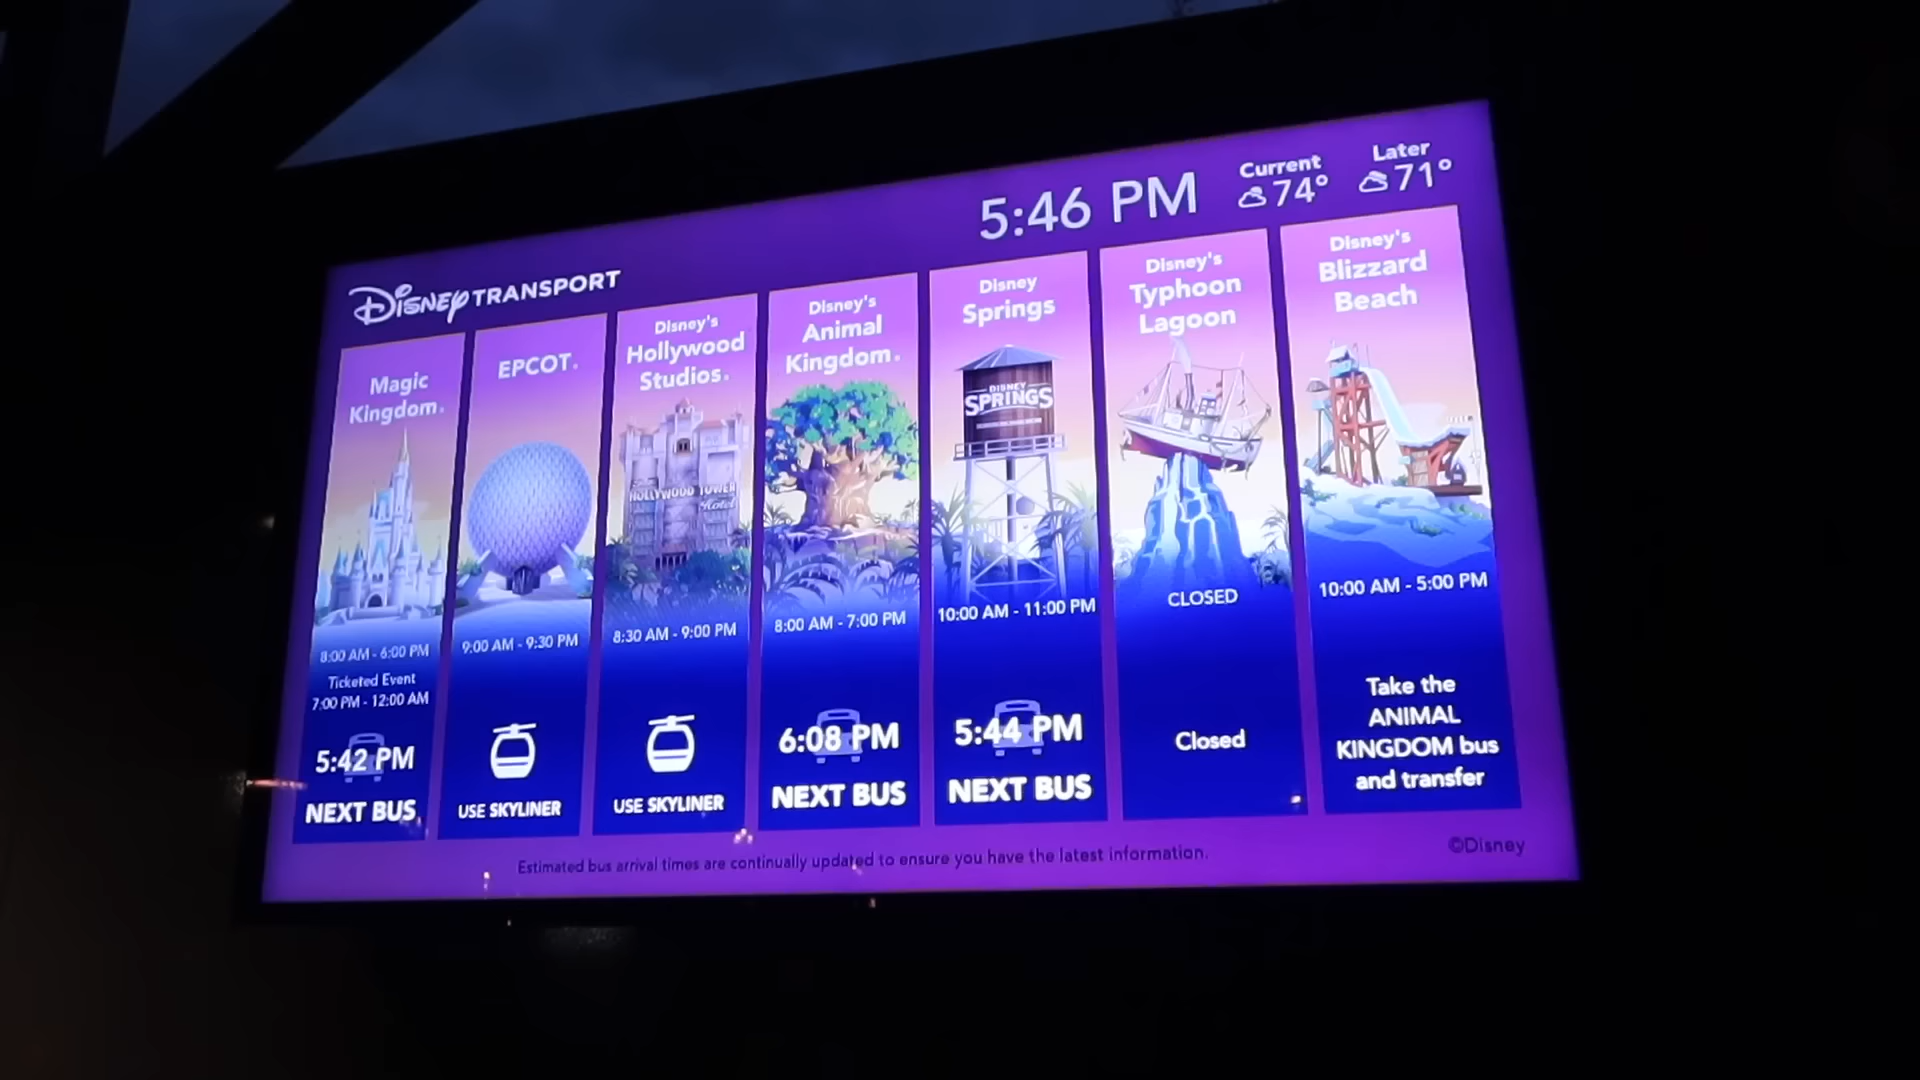 5:46 PM
Current
74°
Later
71°
Disney TRANSPORT
Magic
Kingdom®
8:00 AM - 6:00 PM
Ticketed Event
7:00 PM - 12:00 AM
5:42 PM
NEXT BUS
EPCOT®
9:00 AM - 9:30 PM
USE SKYLINER
Disney's
Hollywood
Studios®
HOLLYWOOD TOWER
Hotel
8:30 AM - 9:00 PM
USE SKYLINER
Disney's
Animal
Kingdom®
8:00 AM - 7:00 PM
6:08 PM
NEXT BUS
Disney
Springs
DISNEY
SPRINGS
10:00 AM - 11:00 PM
5:44 PM
NEXT BUS
Disney's
Typhoon
Lagoon
CLOSED
Closed
Disney's
Blizzard
Beach
10:00 AM - 5:00 PM
Take the
ANIMAL
KINGDOM bus
and transfer
Estimated bus arrival times are continually updated to ensure you have the latest information.
©Disney